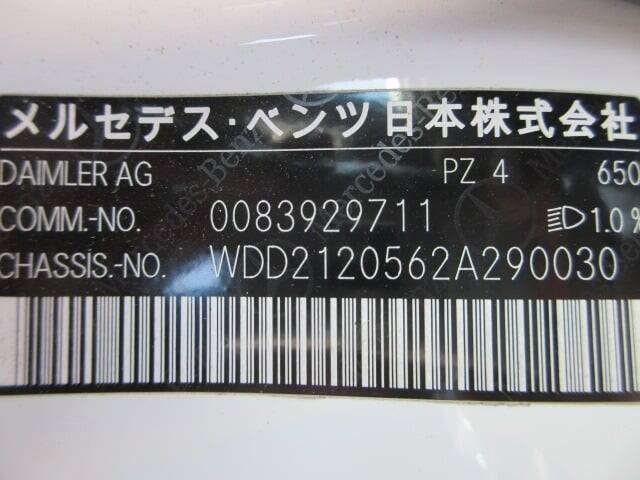 メルセデス・ベンツ日本株式会社
DAIMLER AG PZ 4 650
COMM.-NO. 0083929711 1.0%
CHASSIS.-NO. WDD2120562A290030